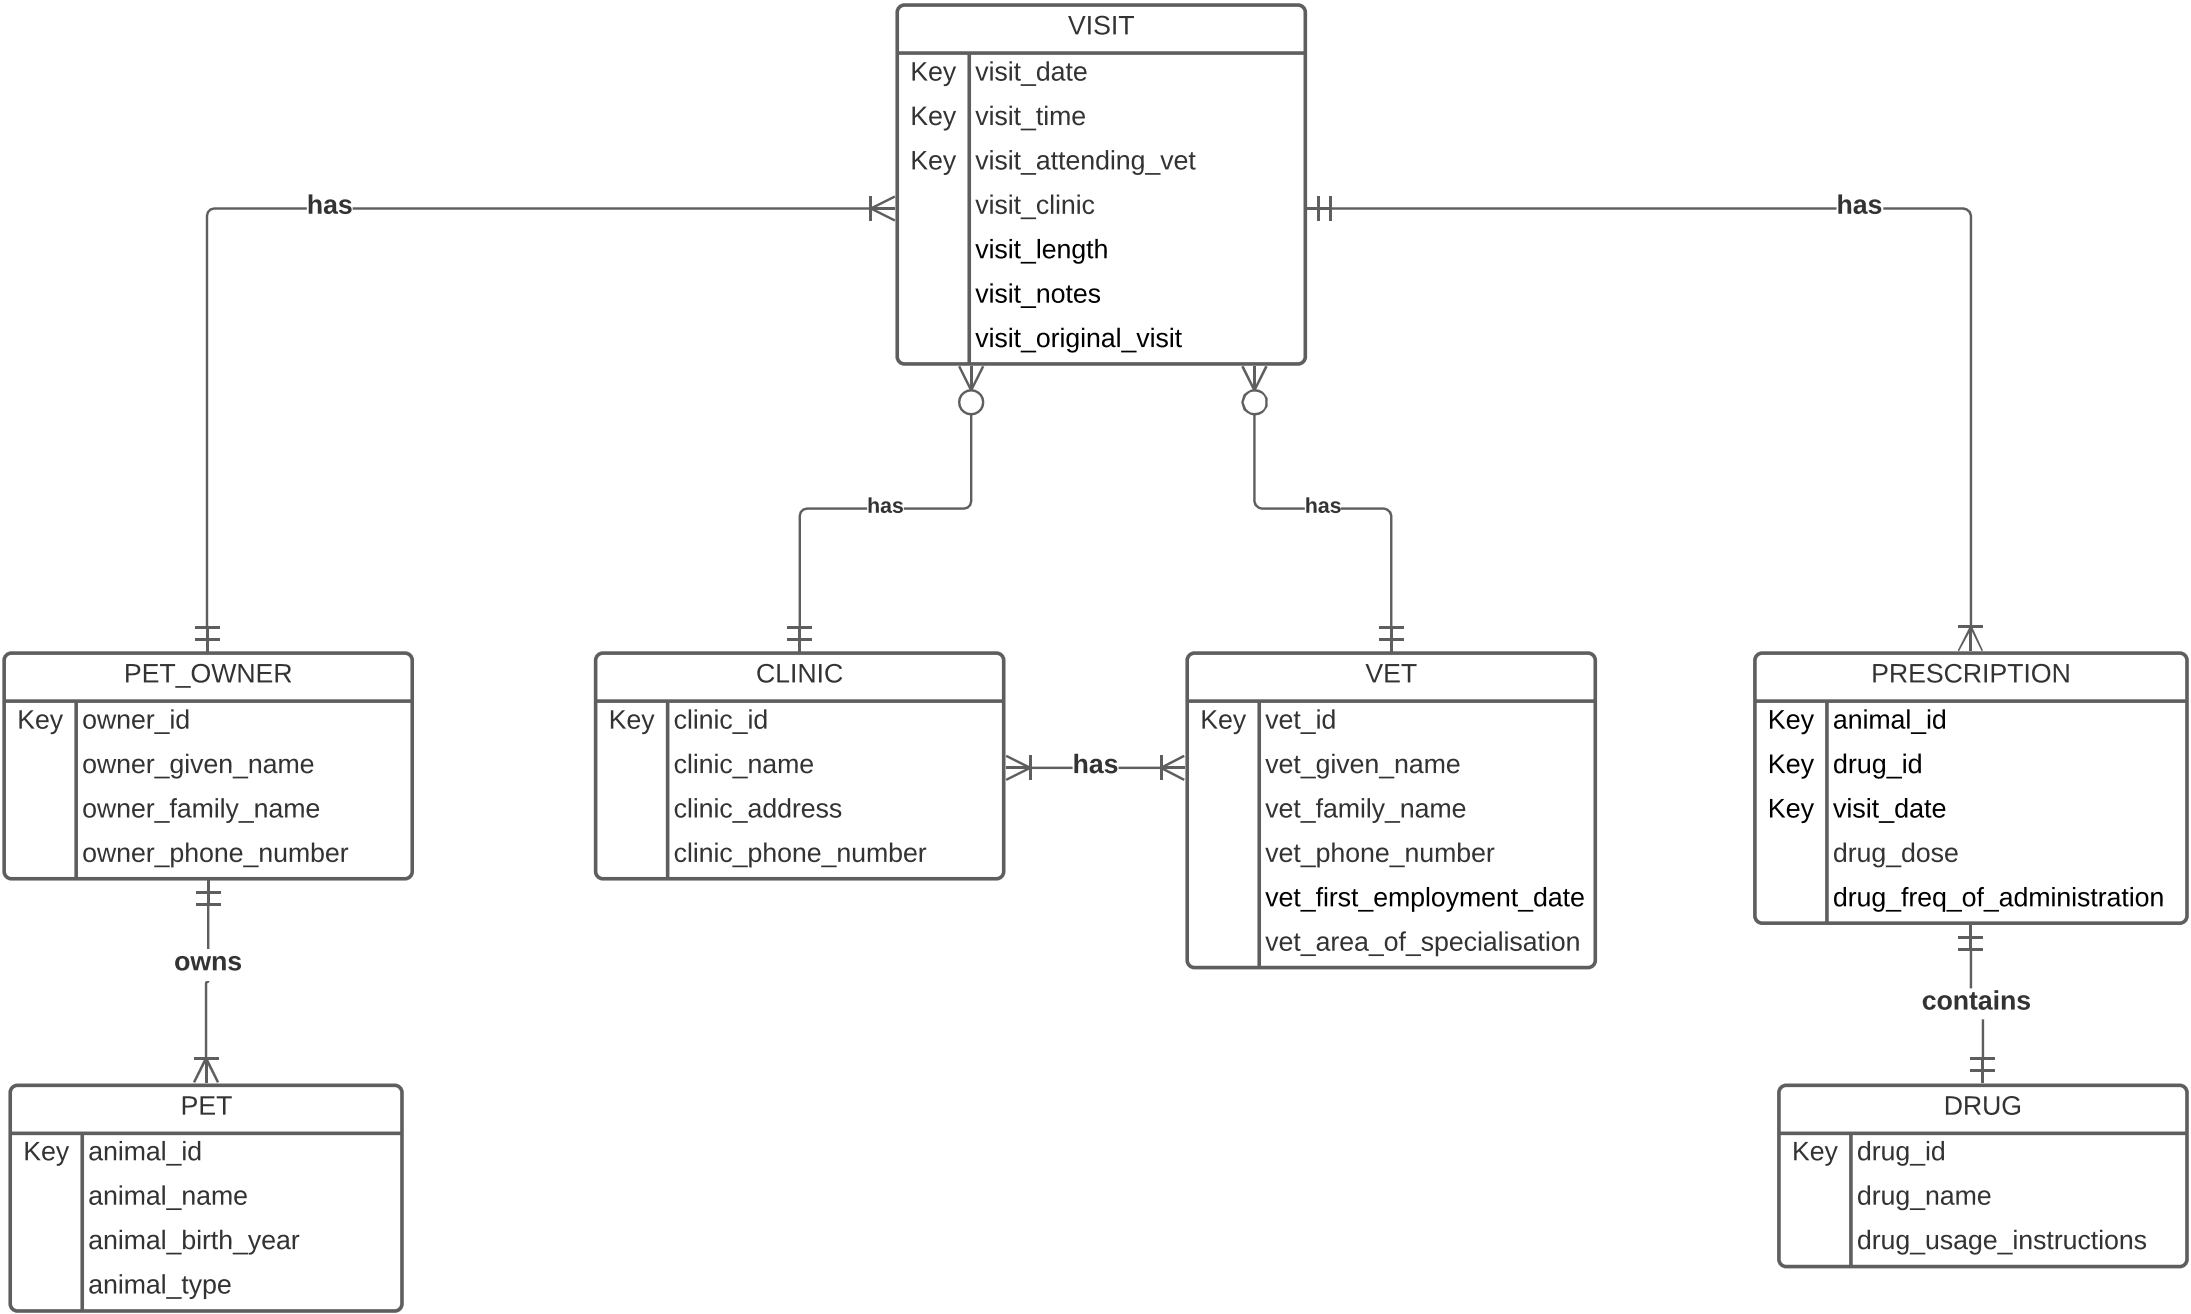 VISIT
Key visit_date
Key visit_time
Key visit_attending_vet
visit_clinic
visit_length
visit_notes
visit_original_visit
has
has
has
has
PET_OWNER
Key owner_id
owner_given_name
owner_family_name
owner_phone_number
CLINIC
Key clinic_id
clinic_name
clinic_address
clinic_phone_number
has
VET
Key vet_id
vet_given_name
vet_family_name
vet_phone_number
vet_first_employment_date
vet_area_of_specialisation
PRESCRIPTION
Key animal_id
Key drug_id
Key visit_date
drug_dose
drug_freq_of_administration
owns
contains
PET
Key animal_id
animal_name
animal_birth_year
animal_type
DRUG
Key drug_id
drug_name
drug_usage_instructions